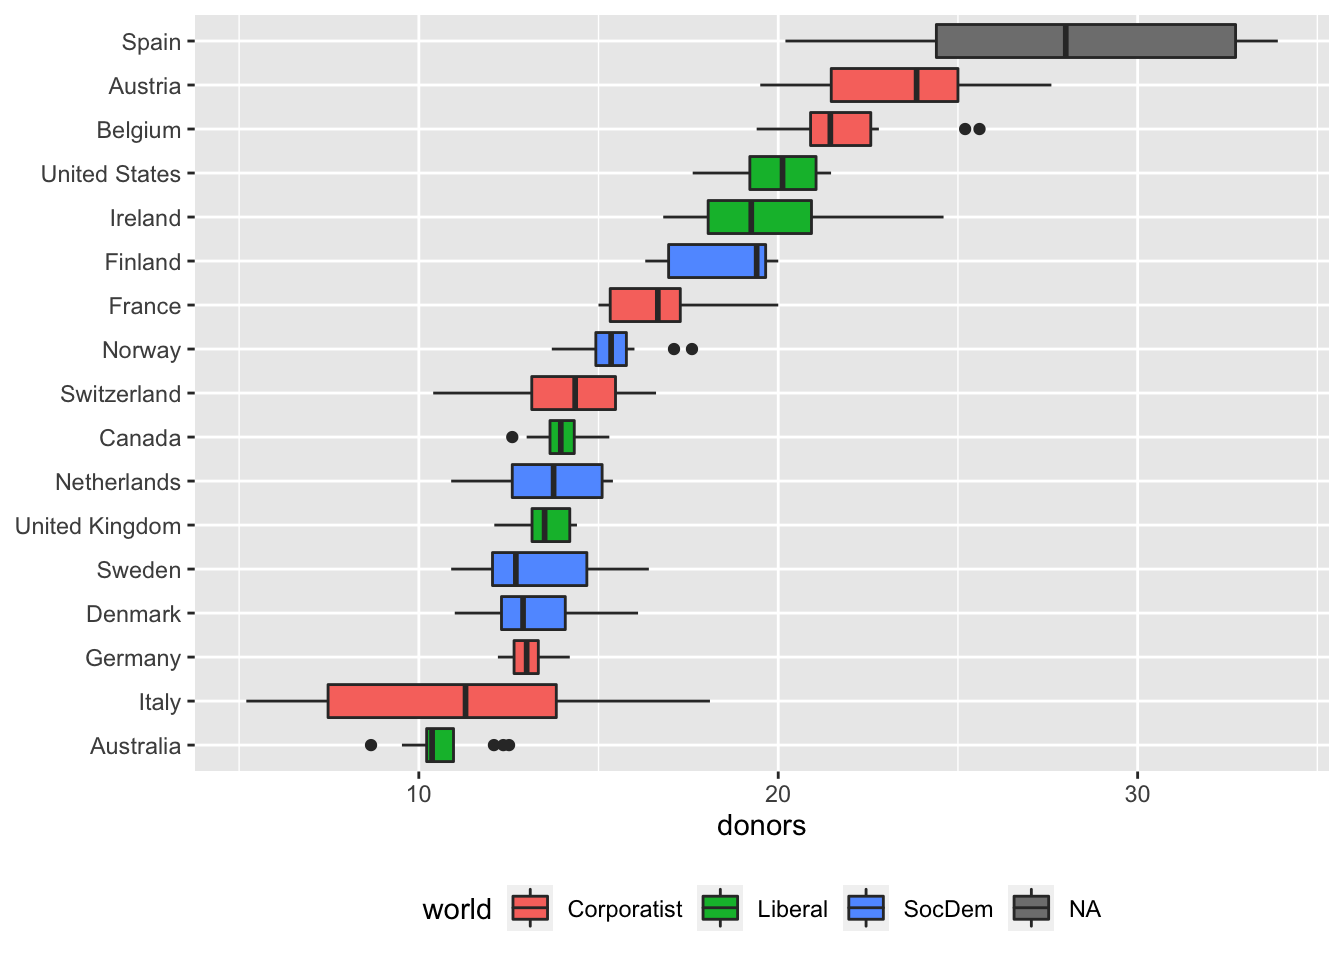 Spain
Austria
Belgium
United States
Ireland
Finland
France
Norway
Switzerland
Canada
Netherlands
United Kingdom
Sweden
Denmark
Germany
Italy
Australia
10 20 30
donors
world Corporatist Liberal SocDem NA